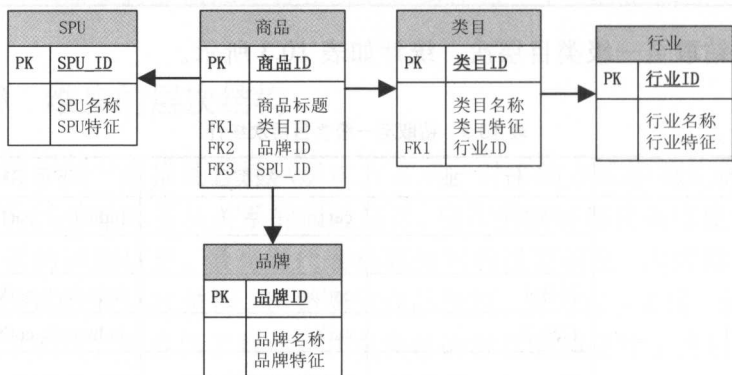 SPU
PK SPU_ID
SPU名称
SPU特征
商品
PK 商品ID
商品标题
FK1 类目ID
FK2 品牌ID
FK3 SPU_ID
类目
PK 类目ID
类目名称
类目特征
FK1 行业ID
行业
PK 行业ID
行业名称
行业特征
品牌
PK 品牌ID
品牌名称
品牌特征